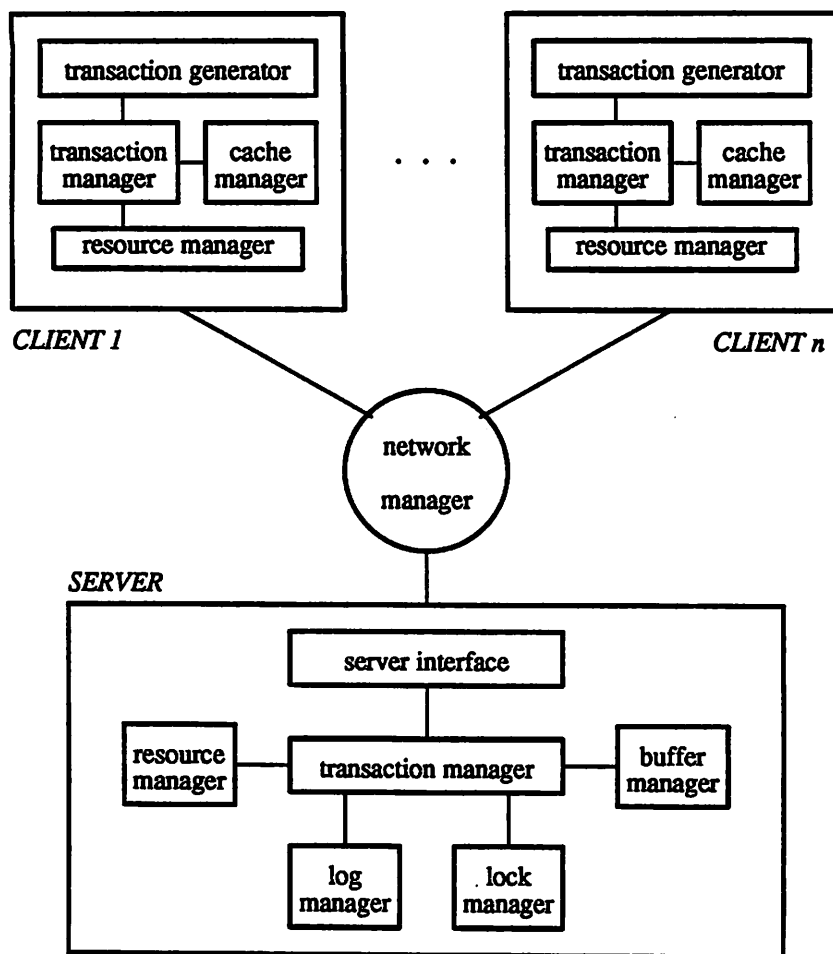 transaction generator
transaction
manager
cache
manager
resource manager
CLIENT 1
. . .
transaction generator
transaction
manager
cache
manager
resource manager
CLIENT n
network
manager
SERVER
server interface
resource
manager
transaction manager
buffer
manager
log
manager
lock
manager